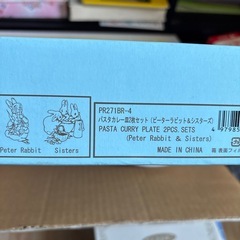 PR271BR-4
パスタカレー皿2枚セット (ピーターラビット&シスターズ)
PASTA CURRY PLATE 2PCS.SETS
(Peter Rabbit & Sisters)
Peter Rabbit
Sisters
MADE IN CHINA